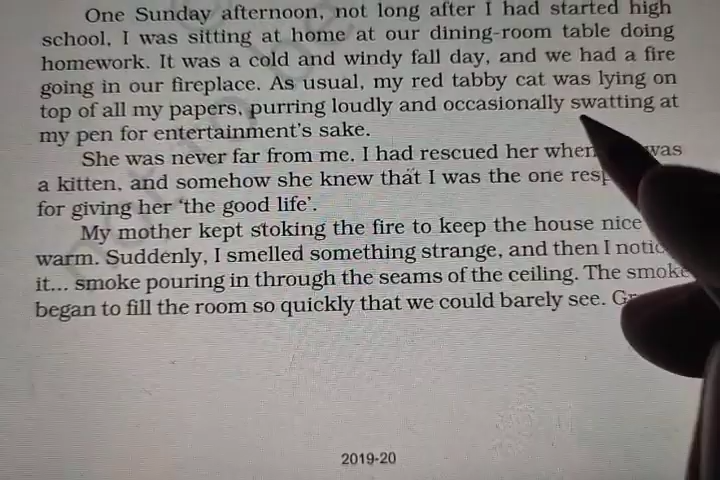 One Sunday afternoon, not long after I had started high
school, I was sitting at home at our dining-room table doing
homework. It was a cold and windy fall day, and we had a fire
going in our fireplace. As usual, my red tabby cat was lying on
top of all my papers, purring loudly and occasionally swatting at
my pen for entertainment's sake.
She was never far from me. I had rescued her when was
a kitten, and somehow she knew that I was the one
for giving her 'the good life'.
My mother kept stoking the fire to keep the house nice
warm. Suddenly, I smelled something strange, and then I
it... smoke pouring in through the seams of the ceiling. The smoke
began to fill the room so quickly that we could barely see.
2019-20